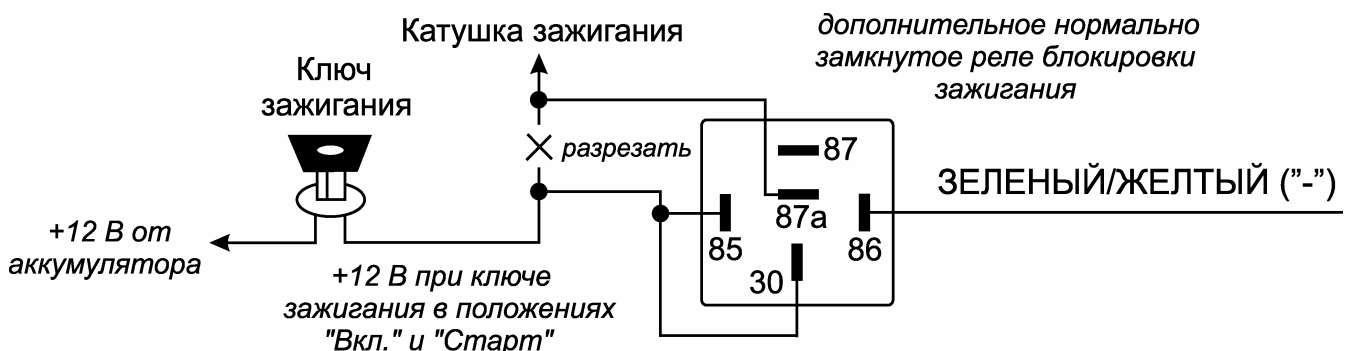 Катушка зажигания
дополнительное нормально
замкнутое реле блокировки
зажигания
Ключ
зажигания
разрезать
87
87а
85
86
30
ЗЕЛЕНЫЙ/ЖЕЛТЫЙ ("-")
+12 В от
аккумулятора
+12 В при ключе
зажигания в положениях
"Вкл." и "Старт"